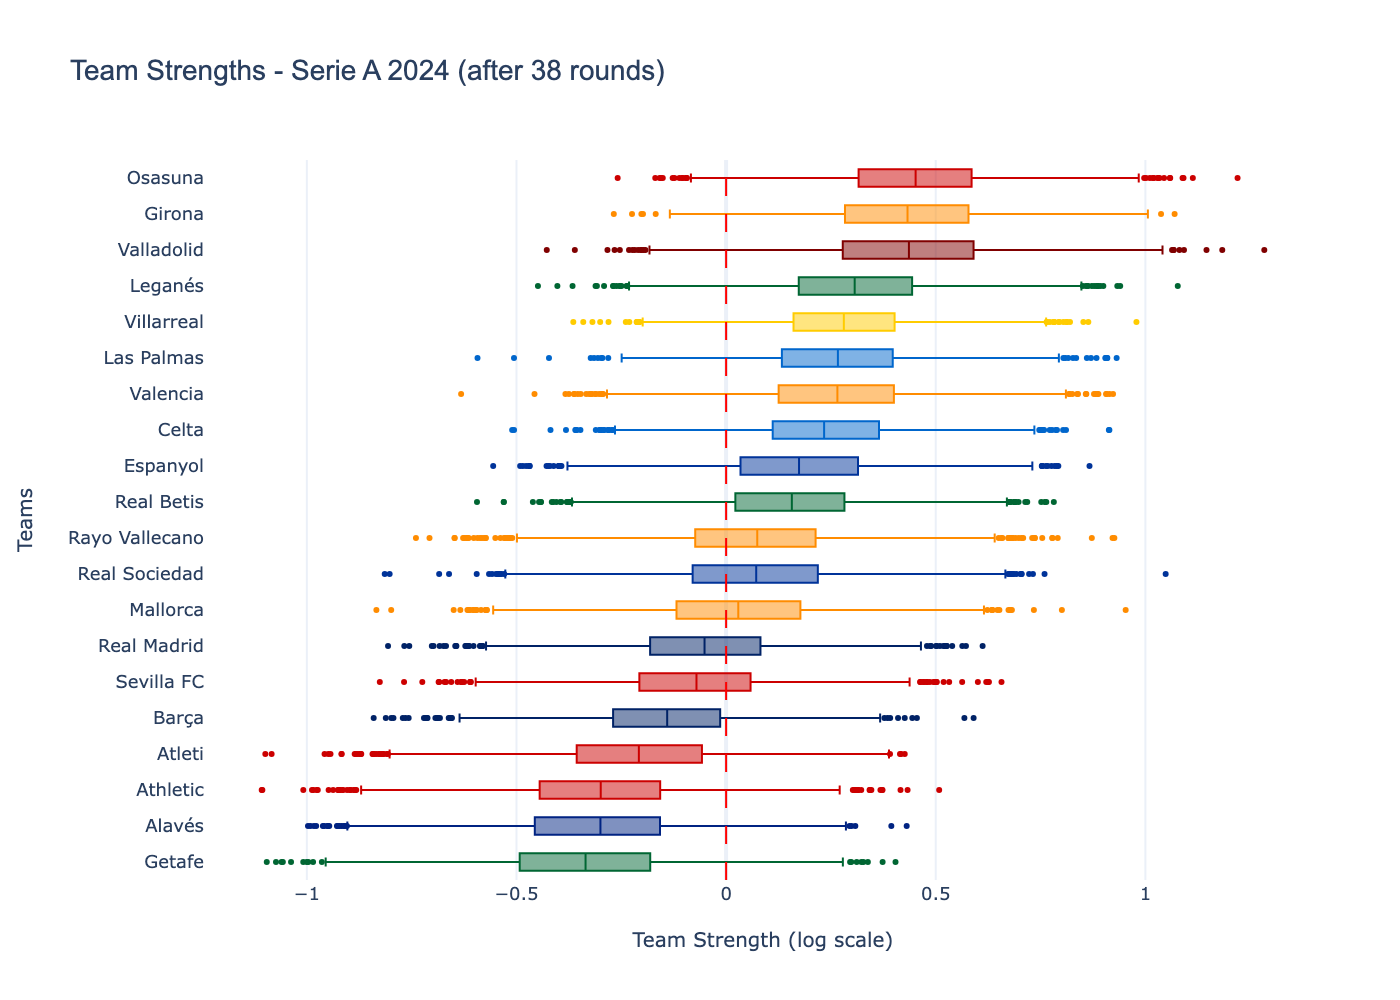 Team Strengths - Serie A 2024 (after 38 rounds)
Osasuna
Girona
Valladolid
Leganés
Villarreal
Las Palmas
Valencia
Celta
Espanyol
Real Betis
Rayo Vallecano
Real Sociedad
Mallorca
Real Madrid
Sevilla FC
Barça
Atleti
Athletic
Alavés
Getafe
Teams
−1
−0.5
0
0.5
1
Team Strength (log scale)